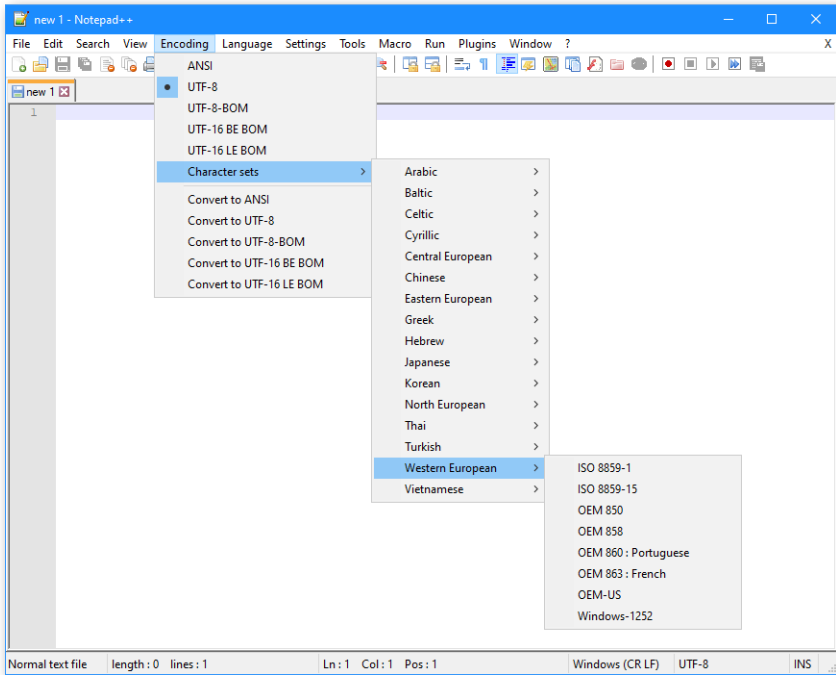 new 1 - Notepad++
File Edit Search View Encoding Language Settings Tools Macro Run Plugins Window ? X
new 1
1
ANSI
UTF-8
UTF-8-BOM
UTF-16 BE BOM
UTF-16 LE BOM
Character sets
Convert to ANSI
Convert to UTF-8
Convert to UTF-8-BOM
Convert to UTF-16 BE BOM
Convert to UTF-16 LE BOM
Arabic
Baltic
Celtic
Cyrillic
Central European
Chinese
Eastern European
Greek
Hebrew
Japanese
Korean
North European
Thai
Turkish
Western European
Vietnamese
ISO 8859-1
ISO 8859-15
OEM 850
OEM 858
OEM 860 : Portuguese
OEM 863 : French
OEM-US
Windows-1252
Normal text file length : 0 lines : 1 Ln : 1 Col : 1 Pos : 1 Windows (CR LF) UTF-8 INS